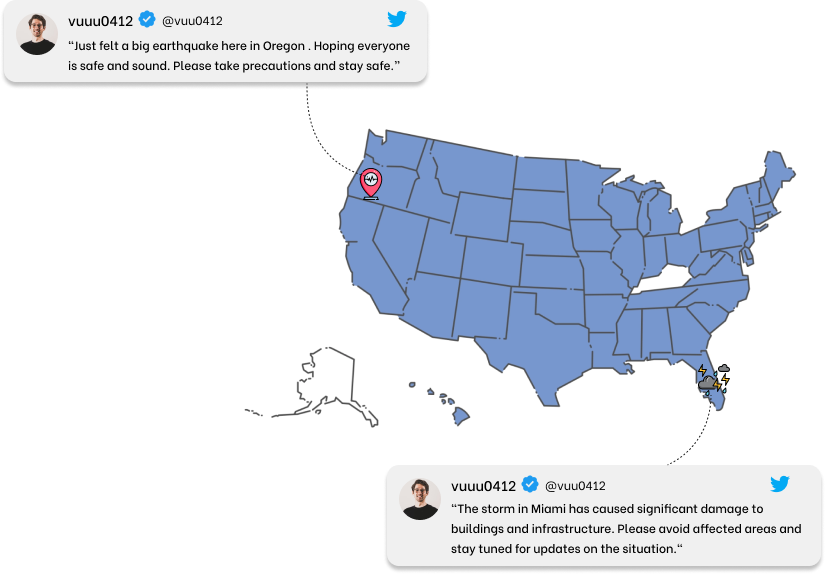 vuuu0412 @vuu0412
“Just felt a big earthquake here in Oregon . Hoping everyone
is safe and sound. Please take precautions and stay safe.”
vuuu0412 @vuu0412
“The storm in Miami has caused significant damage to
buildings and infrastructure. Please avoid affected areas and
stay tuned for updates on the situation.“